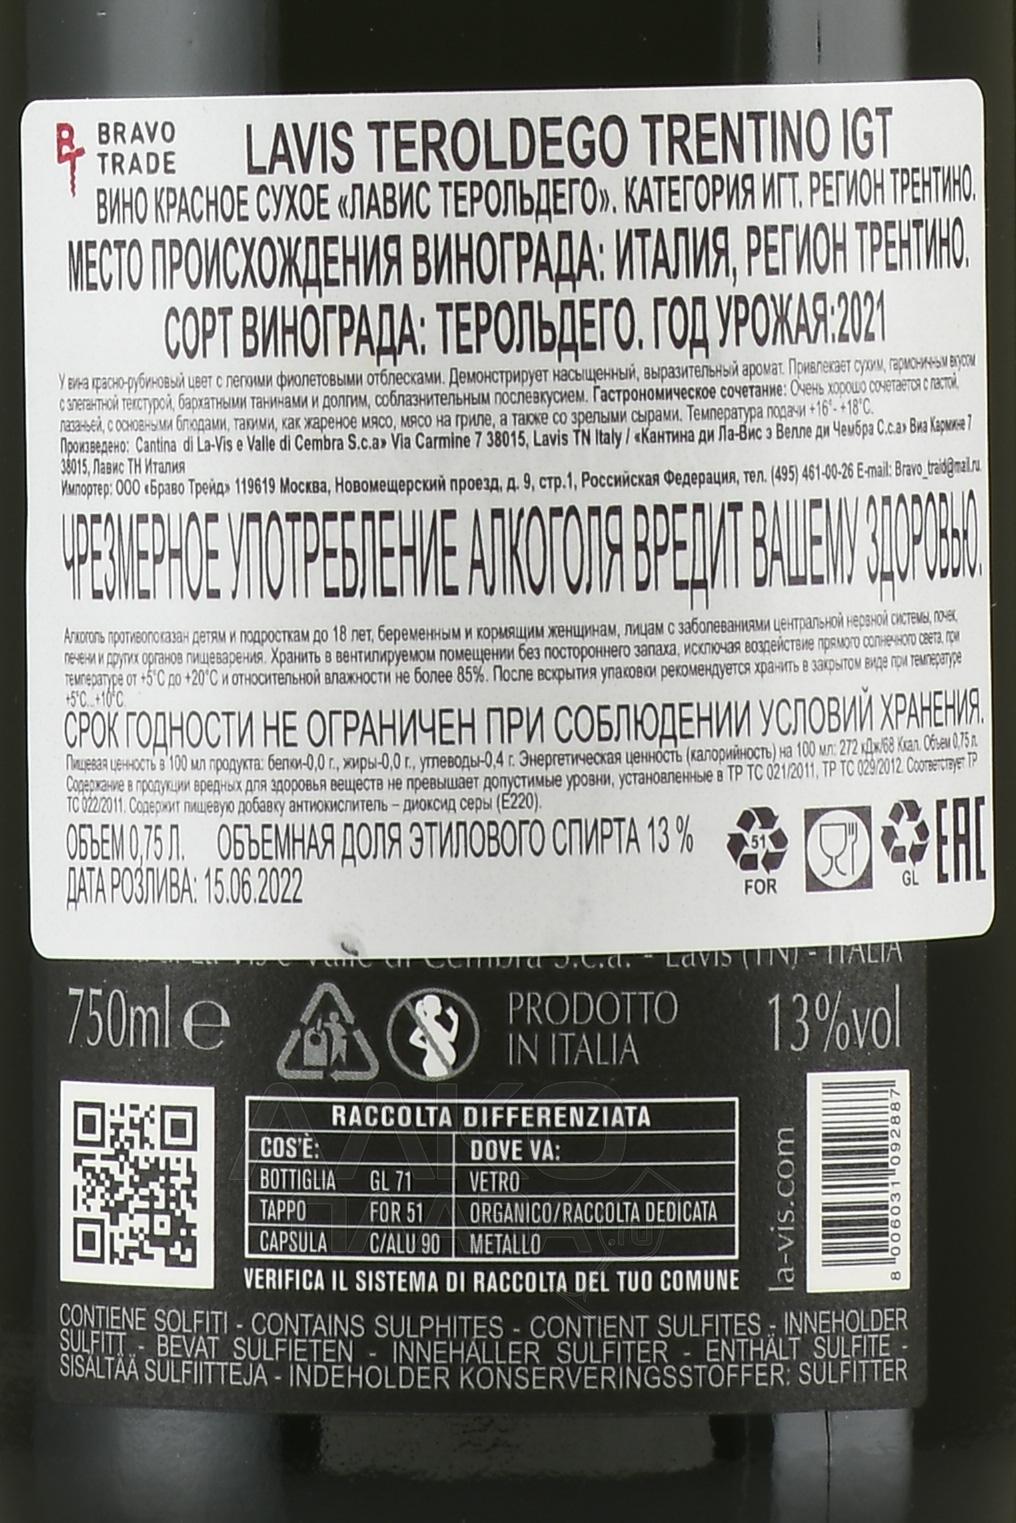 BRAVO TRADE
LAVIS TEROLDEGO TRENTINO IGT
ВИНО КРАСНОЕ СУХОЕ «ЛАВИС ТЕРОЛЬДЕГО». КАТЕГОРИЯ ИГТ. РЕГИОН ТРЕНТИНО.
МЕСТО ПРОИСХОЖДЕНИЯ ВИНОГРАДА: ИТАЛИЯ, РЕГИОН ТРЕНТИНО.
СОРТ ВИНОГРАДА: ТЕРОЛЬДЕГО. ГОД УРОЖАЯ:2021
У вина красно-рубиновый цвет с легкими фиолетовыми отблесками. Демонстрирует насыщенный, выразительный аромат. Привлекает сухим, гармоничным вкусом
с элегантной текстурой, бархатными танинами и долгим, соблазнительным послевкусием. Гастрономическое сочетание: Очень хорошо сочетается с пастой,
лазаньей, с основными блюдами, такими, как жареное мясо, мясо на гриле, а также со зрелыми сырами. Температура подачи +16°- +18°С.
Произведено: Cantina di La-Vis e Valle di Cembra S.c.a» Via Carmine 7 38015, Lavis TN Italy / «Кантина ди Ла-Вис э Велле ди Чембра С.с.а» Виа Кармине 7
38015, Лавис ТН Италия
Импортер: ООО «Браво Трейд» 119619 Москва, Новомещерский проезд, д. 9, стр.1, Российская Федерация, тел. (495) 461-00-26 E-mail: Bravo_traid@mail.ru
ЧРЕЗМЕРНОЕ УПОТРЕБЛЕНИЕ АЛКОГОЛЯ ВРЕДИТ ВАШЕМУ ЗДОРОВЬЮ.
Алкоголь противопоказан детям и подросткам до 18 лет, беременным и кормящим женщинам, лицам с заболеваниями центральной нервной системы, почек,
печени и других органов пищеварения. Хранить в вентилируемом помещении без постороннего запаха, исключая воздействие прямого солнечного света, при
температуре от +5°С до +20°С и относительной влажности не более 85%. После вскрытия упаковки рекомендуется хранить в закрытом виде при температуре
+5°С...+10°С.
СРОК ГОДНОСТИ НЕ ОГРАНИЧЕН ПРИ СОБЛЮДЕНИИ УСЛОВИЙ ХРАНЕНИЯ.
Пищевая ценность в 100 мл продукта: белки-0,0 г., жиры-0,0 г., углеводы-0,4 г. Энергетическая ценность (калорийность) на 100 мл: 272 кДж/68 Ккал. Объем 0,75 л.
Содержание в продукции вредных для здоровья веществ не превышает допустимые уровни, установленные в ТР ТС 021/2011, ТР ТС 029/2012. Соответствует ТР
ТС 022/2011. Содержит пищевую добавку антиокислитель – диоксид серы (Е220).
ОБЪЕМ 0,75 Л. ОБЪЕМНАЯ ДОЛЯ ЭТИЛОВОГО СПИРТА 13 %
ДАТА РОЗЛИВА: 15.06.2022
51 FOR GL EAC
La-Vis e Valle di Cembra S.c.a. - Lavis (TN) - ITALIA
750ml e PRODOTTO IN ITALIA 13%vol
RACCOLTA DIFFERENZIATA
COS'È: DOVE VA:
BOTTIGLIA GL 71 VETRO
TAPPO FOR 51 ORGANICO/RACCOLTA DEDICATA
CAPSULA C/ALU 90 METALLO
VERIFICA IL SISTEMA DI RACCOLTA DEL TUO COMUNE
la-vis.com
8 006031 092887
CONTIENE SOLFITI - CONTAINS SULPHITES - CONTIENT SULFITES - INNEHOLDER
SULFITT - BEVAT SULFIETEN - INNEHÅLLER SULFITER - ENTHÄLT SULFITE -
SISÄLTÄÄ SULFIITTEJA - INDEHOLDER KONSERVERINGSSTOFFER: SULFITTER